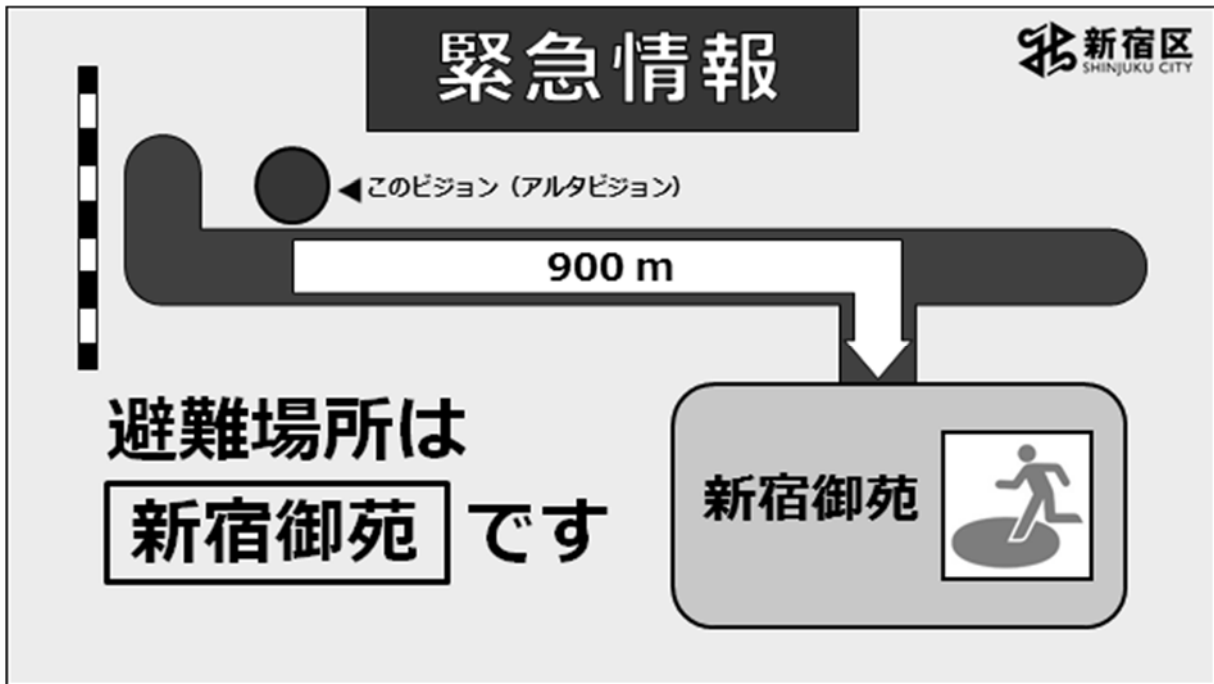 緊急情報
新宿区
SHINJUKU CITY
◀このビジョン（アルタビジョン）
900 m
避難場所は
新宿御苑 です
新宿御苑